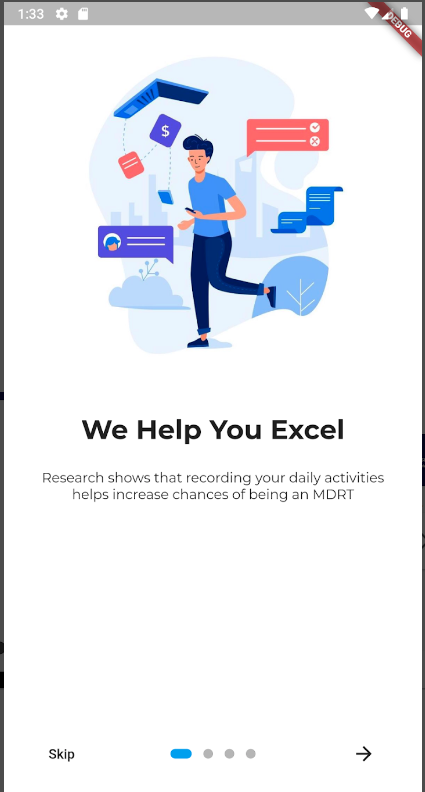 1:33
DEBUG
$
We Help You Excel
Research shows that recording your daily activities
helps increase chances of being an MDRT
Skip